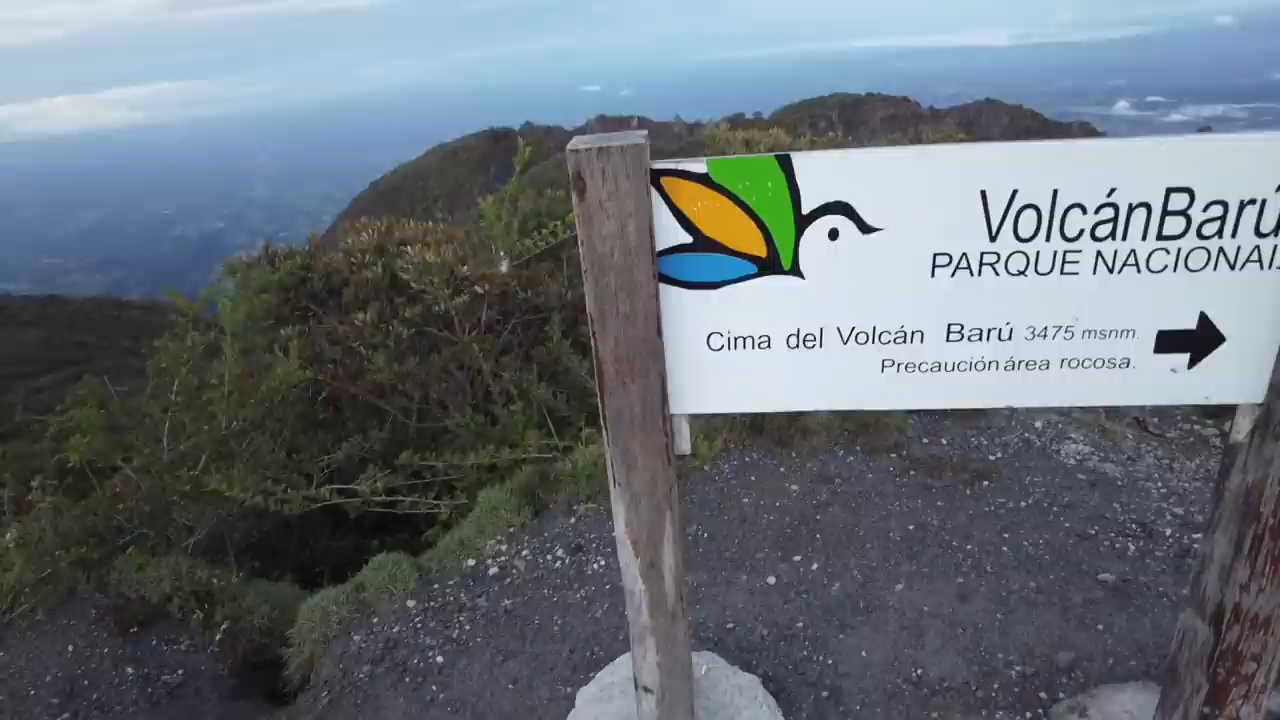 VolcánBarú
PARQUE NACIONAL
Cima del Volcán Barú 3475 msnm.
Precaución área rocosa.